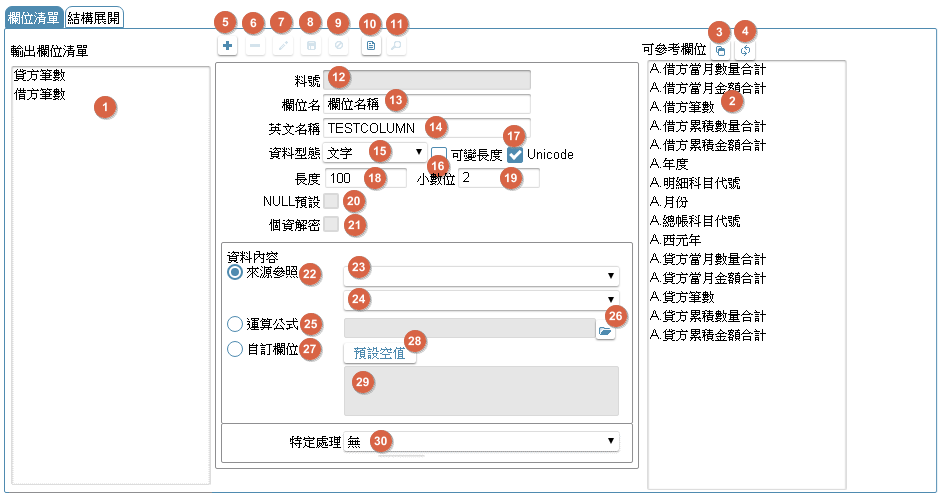 欄位清單 結構展開
5 6 7 8 9 10 11
輸出欄位清單
貸方筆數
借方筆數
1
料號 12
欄位名 欄位名稱 13
英文名稱 TESTCOLUMN 14
資料型態 文字 15 16 可變長度 17 Unicode
長度 100 18 小數位 2 19
NULL預設 20
個資解密 21
資料內容
來源參照 22 23
24
運算公式 25 26
自訂欄位 27 預設空值 28
29
特定處理 無 30
可參考欄位 3 4
A.借方當月數量合計
A.借方當月金額合計
A.借方筆數 2
A.借方累積數量合計
A.借方累積金額合計
A.年度
A.明細科目代號
A.月份
A.總帳科目代號
A.西元年
A.貸方當月數量合計
A.貸方當月金額合計
A.貸方筆數
A.貸方累積數量合計
A.貸方累積金額合計